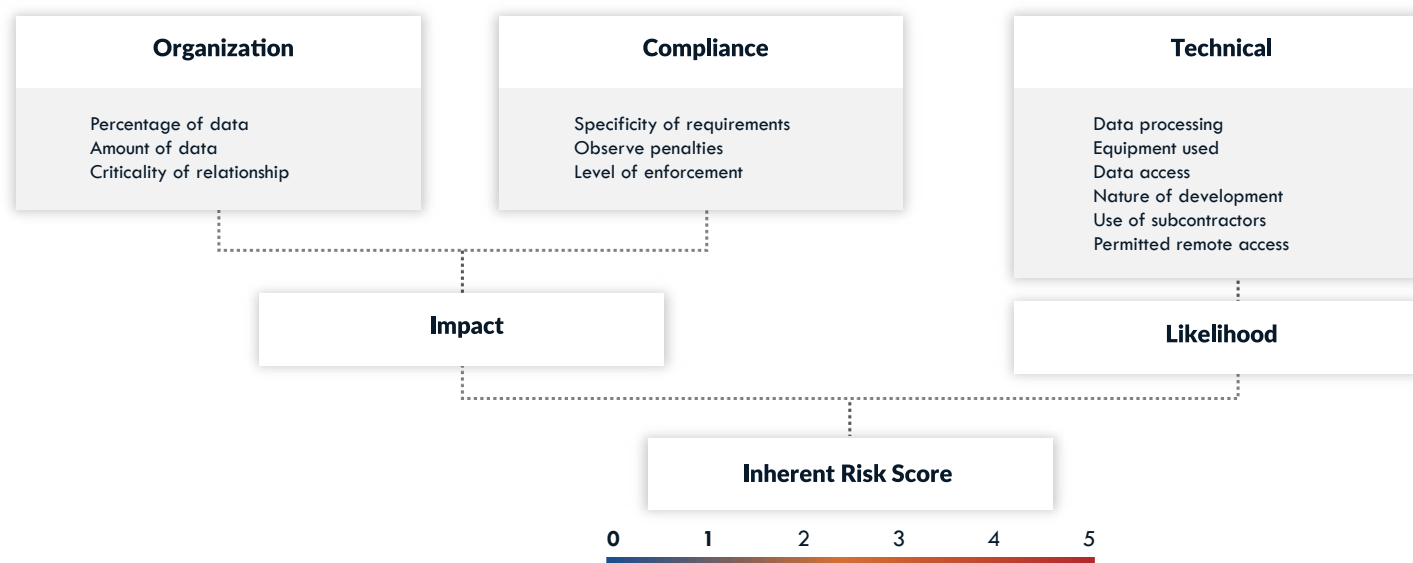 Organization
Percentage of data
Amount of data
Criticality of relationship
Compliance
Specificity of requirements
Observe penalties
Level of enforcement
Technical
Data processing
Equipment used
Data access
Nature of development
Use of subcontractors
Permitted remote access
Impact
Likelihood
Inherent Risk Score
0 1 2 3 4 5